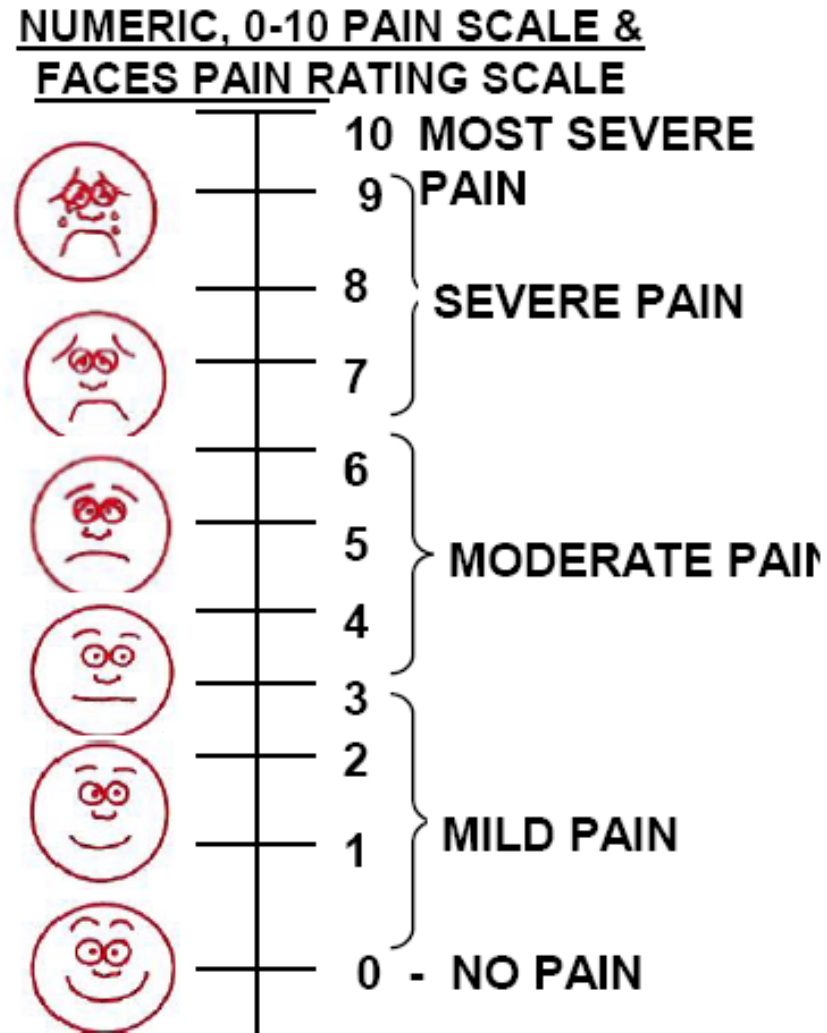 NUMERIC, 0-10 PAIN SCALE &
FACES PAIN RATING SCALE
10 MOST SEVERE
PAIN
9
8
SEVERE PAIN
7
6
5
MODERATE PAIN
4
3
2
MILD PAIN
1
0 - NO PAIN